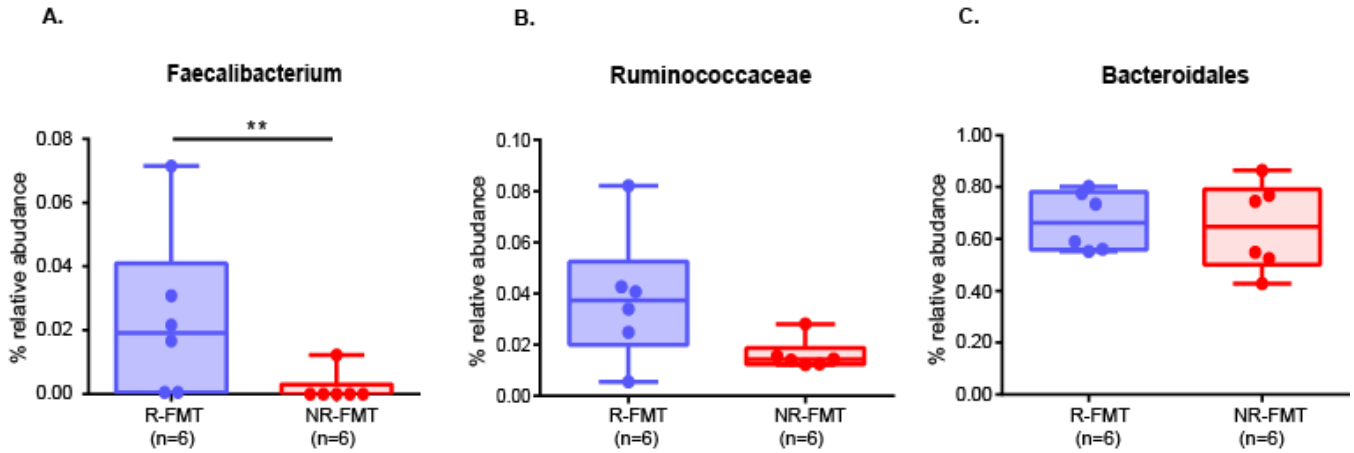 A.
Faecalibacterium
**
% relative abudance
0.08
0.06
0.04
0.02
0.00
R-FMT
(n=6)
NR-FMT
(n=6)
B.
Ruminococcaceae
% relative abudance
0.10
0.08
0.06
0.04
0.02
0.00
R-FMT
(n=6)
NR-FMT
(n=6)
C.
Bacteroidales
% relative abudance
1.00
0.80
0.60
0.40
0.20
0.00
R-FMT
(n=6)
NR-FMT
(n=6)